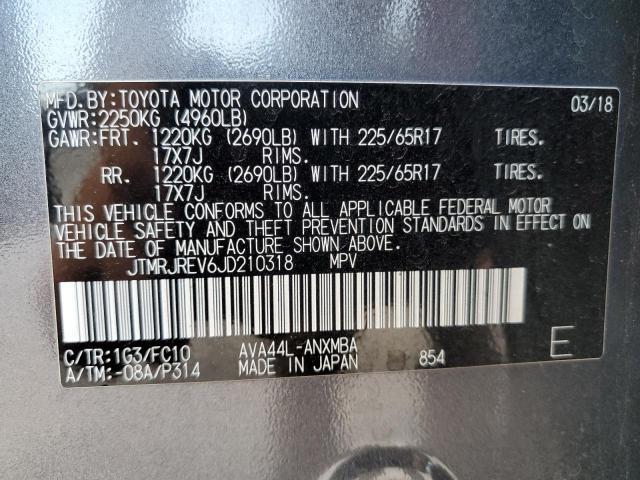 MFD.BY:TOYOTA MOTOR CORPORATION 03/18
GVWR:2250KG (4960LB)
GAWR:FRT. 1220KG (2690LB) WITH 225/65R17 TIRES.
17X7J RIMS.
RR. 1220KG (2690LB) WITH 225/65R17 TIRES.
17X7J RIMS.
THIS VEHICLE CONFORMS TO ALL APPLICABLE FEDERAL MOTOR
VEHICLE SAFETY AND THEFT PREVENTION STANDARDS IN EFFECT ON
THE DATE OF MANUFACTURE SHOWN ABOVE.
JTMRJREV6JD210318 MPV
C/TR:1G3/FC10 AVA44L-ANXMBA
A/TM:-08A/P314 MADE IN JAPAN 854 E